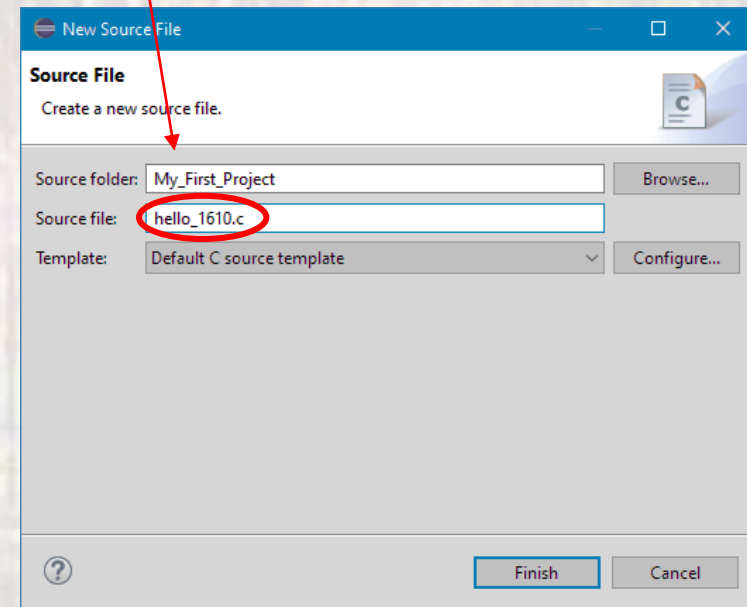 New Source File
Source File
Create a new source file.
C
Source folder: My_First_Project Browse...
Source file: hello_1610.c
Template: Default C source template Configure...
? Finish Cancel